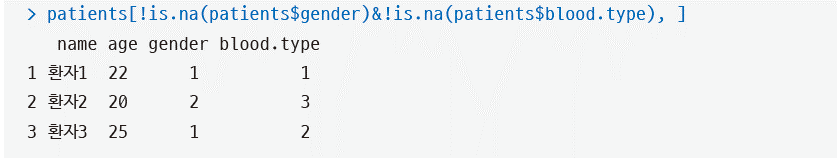 > patients[!is.na(patients$gender)&!is.na(patients$blood.type), ]
name age gender blood.type
1 환자1 22 1 1
2 환자2 20 2 3
3 환자3 25 1 2